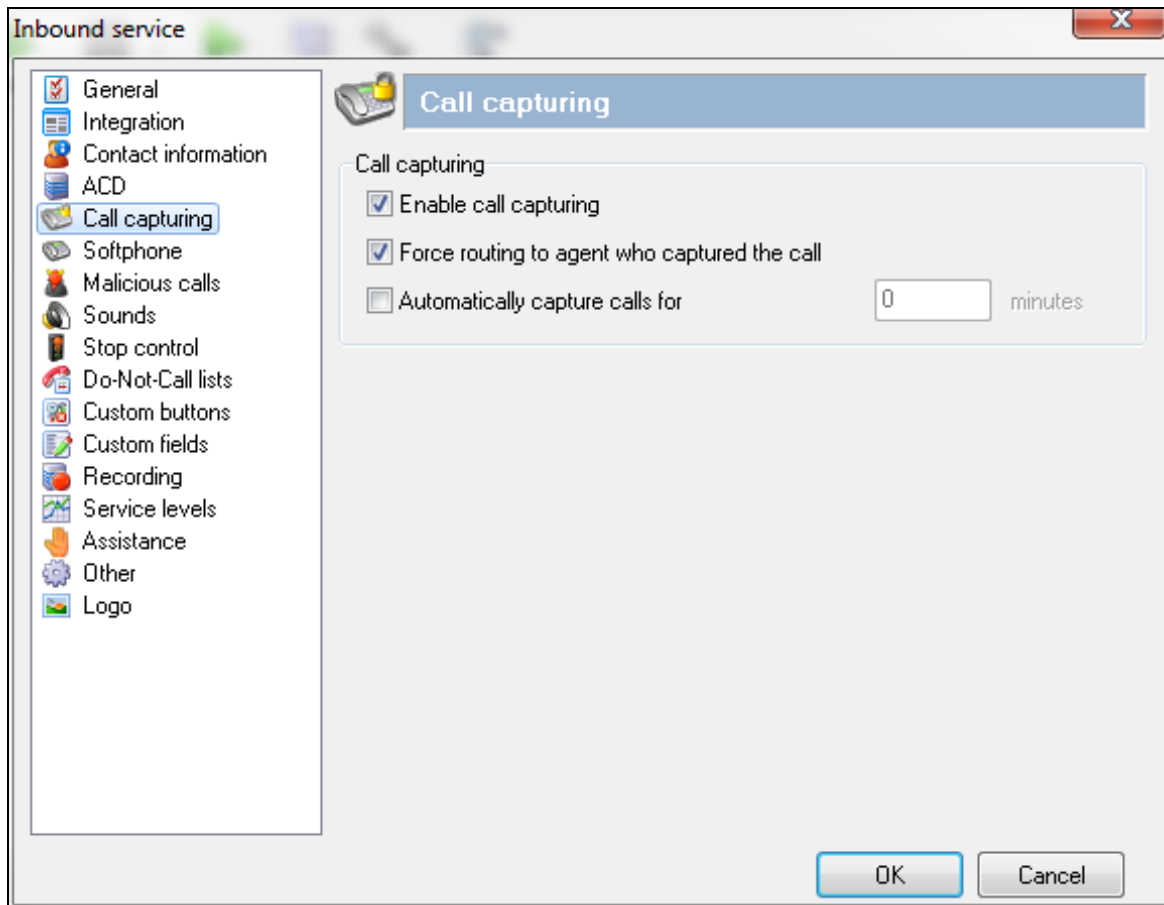 Inbound service
General
Integration
Contact information
ACD
Call capturing
Softphone
Malicious calls
Sounds
Stop control
Do-Not-Call lists
Custom buttons
Custom fields
Recording
Service levels
Assistance
Other
Logo
Call capturing
Call capturing
Enable call capturing
Force routing to agent who captured the call
Automatically capture calls for 0 minutes
OK Cancel